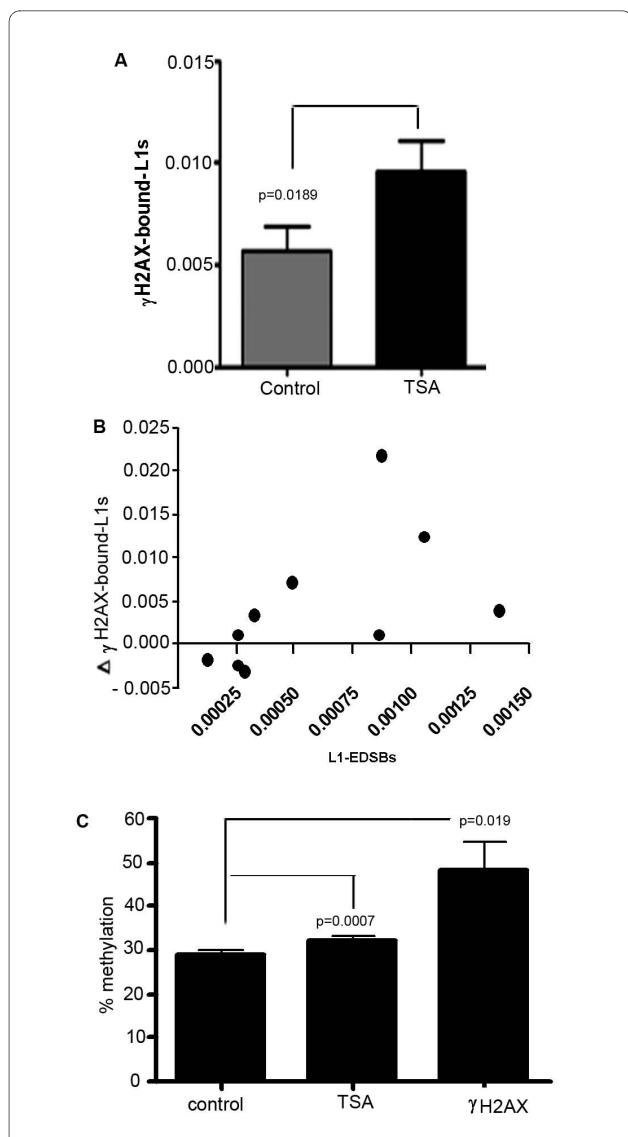 A
γH2AX-bound-L1s
0.015
0.010
0.005
0.000
p=0.0189
Control
TSA
B
Δ γH2AX-bound-L1s
0.025
0.020
0.015
0.010
0.005
0.000
- 0.005
0.00025
0.00050
0.00075
0.00100
0.00125
0.00150
L1-EDSBs
C
% methylation
60
50
40
30
20
10
0
p=0.0007
p=0.019
control
TSA
γH2AX